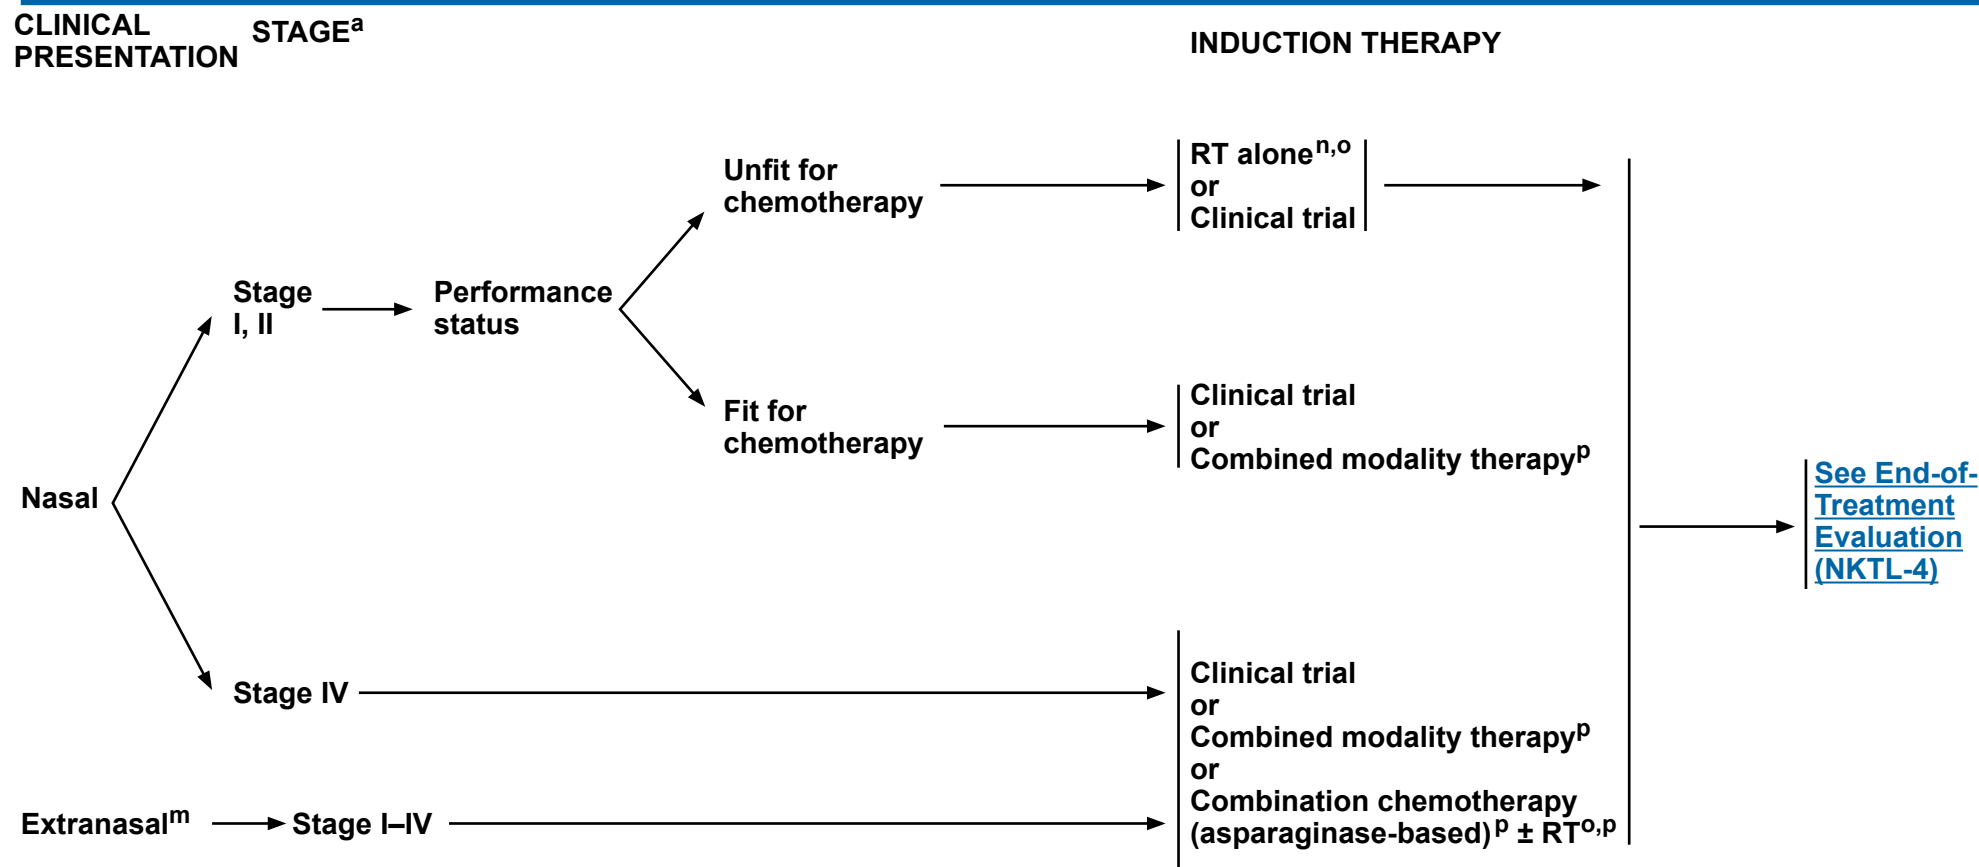 CLINICAL
PRESENTATION
STAGEa
INDUCTION THERAPY
Unfit for
chemotherapy
RT alonen,o
or
Clinical trial
Stage
I, II
Performance
status
Fit for
chemotherapy
Clinical trial
or
Combined modality therapyp
Nasal
See End-of-
Treatment
Evaluation
(NKTL-4)
Stage IV
Clinical trial
or
Combined modality therapyp
or
Combination chemotherapy
(asparaginase-based)p ± RTo,p
Extranasalm
Stage I–IV